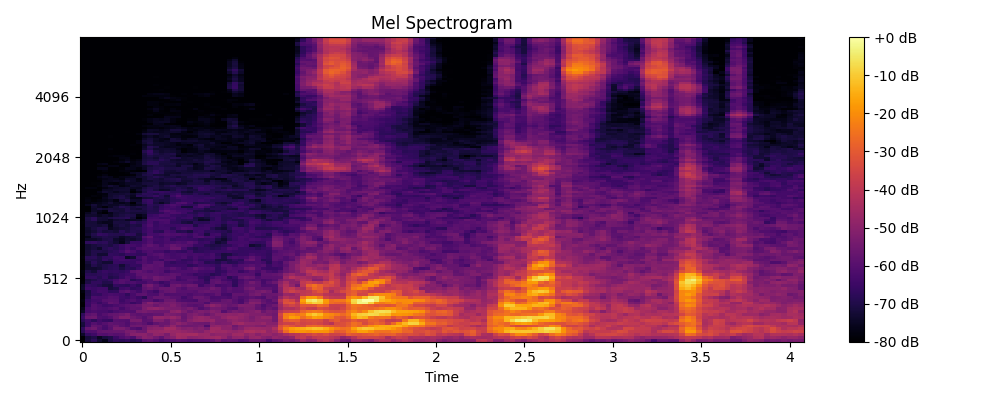 Mel Spectrogram
Hz
4096
2048
1024
512
0
0
0.5
1
1.5
2
2.5
3
3.5
4
Time
+0 dB
-10 dB
-20 dB
-30 dB
-40 dB
-50 dB
-60 dB
-70 dB
-80 dB